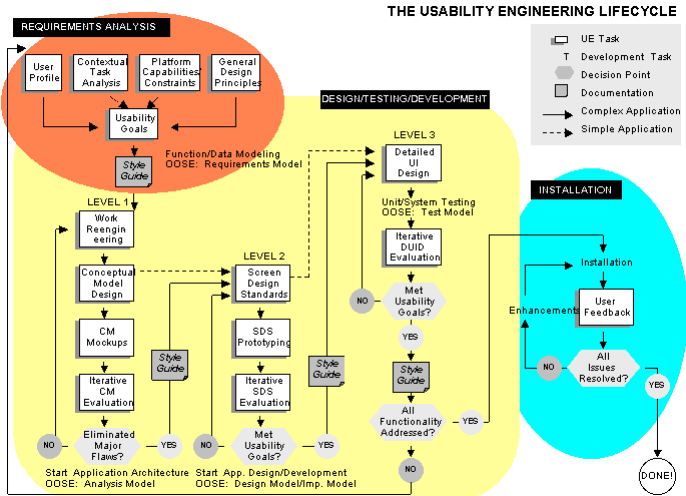 THE USABILITY ENGINEERING LIFECYCLE
REQUIREMENTS ANALYSIS
User
Profile
Contextual
Task
Analysis
Platform
Capabilities/
Constraints
General
Design
Principles
Usability
Goals
Style
Guide
Function/Data Modeling
OOSE: Requirements Model
UE Task
T Development Task
Decision Point
Documentation
Complex Application
Simple Application
DESIGN/TESTING/DEVELOPMENT
LEVEL 1
Work
Reengin
eering
Conceptual
Model
Design
CM
Mockups
Iterative
CM
Evaluation
Eliminated
Major
Flaws?
NO
YES
Style
Guide
Start Application Architecture
OOSE: Analysis Model
LEVEL 2
Screen
Design
Standards
SDS
Prototyping
Iterative
SDS
Evaluation
Met
Usability
Goals?
NO
YES
Style
Guide
Start App. Design/Development
OOSE: Design Model/Imp. Model
LEVEL 3
Detailed
UI
Design
Unit/System Testing
OOSE: Test Model
Iterative
DUID
Evaluation
Met
Usability
Goals?
NO
YES
Style
Guide
All
Functionality
Addressed?
YES
NO
INSTALLATION
Installation
Enhancements
User
Feedback
All
Issues
Resolved?
NO
YES
DONE!